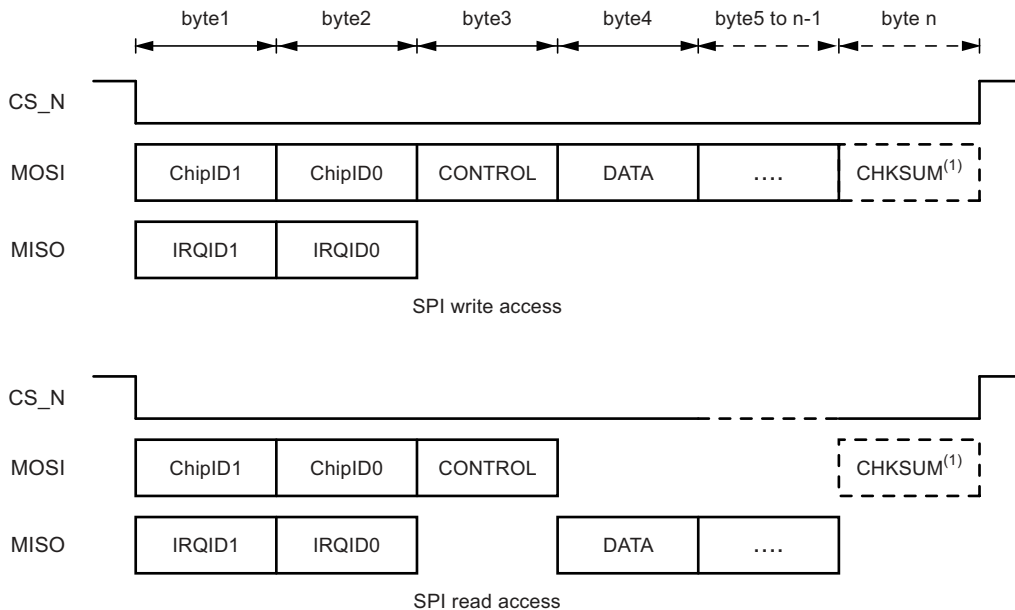 byte1 byte2 byte3 byte4 byte5 to n-1 byte n
CS_N
MOSI ChipID1 ChipID0 CONTROL DATA .... CHKSUM(1)
MISO IRQID1 IRQID0
SPI write access
CS_N
MOSI ChipID1 ChipID0 CONTROL CHKSUM(1)
MISO IRQID1 IRQID0 DATA ....
SPI read access